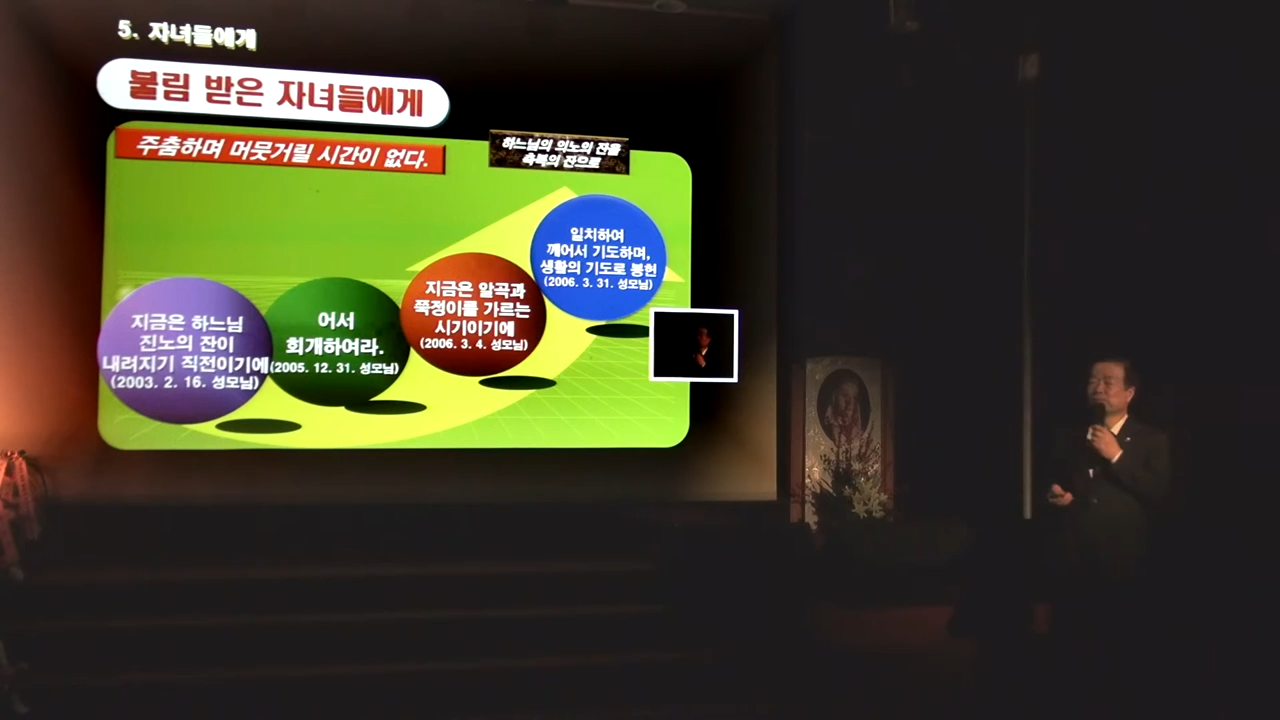 5. 자녀들에게
불림 받은 자녀들에게
주춤하며 머뭇거릴 시간이 없다.
하느님의 의노의 잔을
축복의 잔으로
지금은 하느님
진노의 잔이
내려지기 직전이기에
(2003. 2. 16. 성모님)
어서
회개하여라.
(2005. 12. 31. 성모님)
지금은 알곡과
쭉정이를 가르는
시기이기에
(2006. 3. 4. 성모님)
일치하여
깨어서 기도하며,
생활의 기도로 봉헌
(2006. 3. 31. 성모님)